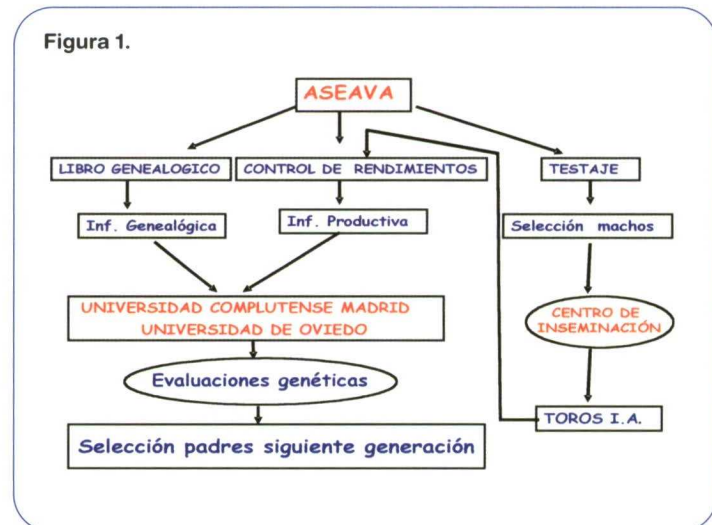 Figura 1.
ASEAVA
LIBRO GENEALOGICO
CONTROL DE RENDIMIENTOS
TESTAJE
Inf. Genealógica
Inf. Productiva
Selección machos
UNIVERSIDAD COMPLUTENSE MADRID
UNIVERSIDAD DE OVIEDO
CENTRO DE
INSEMINACIÓN
Evaluaciones genéticas
TOROS I.A.
Selección padres siguiente generación